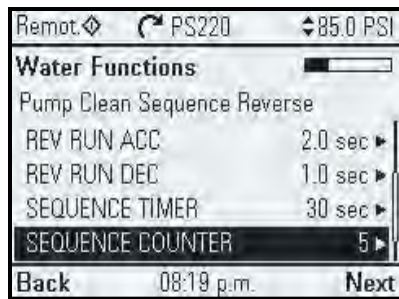 Remot. PS220 85.0 PSI
Water Functions
Pump Clean Sequence Reverse
REV RUN ACC 2.0 sec
REV RUN DEC 1.0 sec
SEQUENCE TIMER 30 sec
SEQUENCE COUNTER 5
Back 08:19 p.m. Next